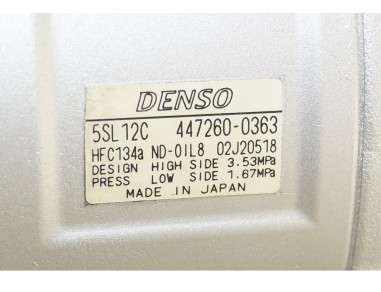 DENSO
5SL12C 447260-0363
HFC134a ND-OIL8 02J20518
DESIGN HIGH SIDE 3.53MPa
PRESS LOW SIDE 1.67MPa
MADE IN JAPAN